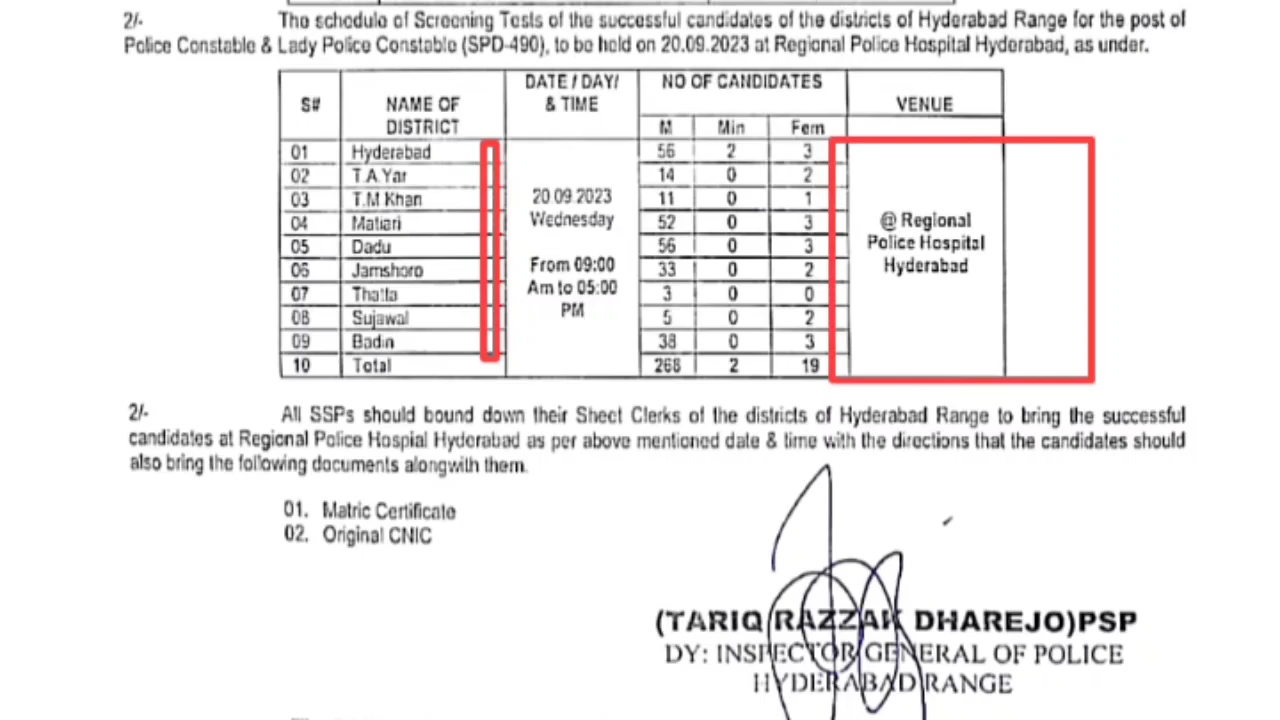 2/- The schedule of Screening Tests of the successful candidates of the districts of Hyderabad Range for the post of
Police Constable & Lady Police Constable (SPD-490), to be held on 20.09.2023 at Regional Police Hospital Hyderabad, as under.
S# NAME OF DISTRICT DATE / DAY/ & TIME NO OF CANDIDATES VENUE
M Min Fem
01 Hyderabad 56 2 3
02 T.A.Yar 14 0 2
03 T.M Khan 11 0 1
04 Matiari 52 0 3
05 Dadu 56 0 3
06 Jamshoro 33 0 2
07 Thatta 3 0 0
08 Sujawal 5 0 2
09 Badin 38 0 3
10 Total 268 2 19
20.09.2023
Wednesday
From 09:00
Am to 05:00
PM
@ Regional
Police Hospital
Hyderabad
2/- All SSPs should bound down their Sheet Clerks of the districts of Hyderabad Range to bring the successful
candidates at Regional Police Hospial Hyderabad as per above mentioned date & time with the directions that the candidates should
also bring the following documents alongwith them.
01. Matric Certificate
02. Original CNIC
(TARIQ RAZZAK DHAREJO)PSP
DY: INSPECTOR GENERAL OF POLICE
HYDERABAD RANGE